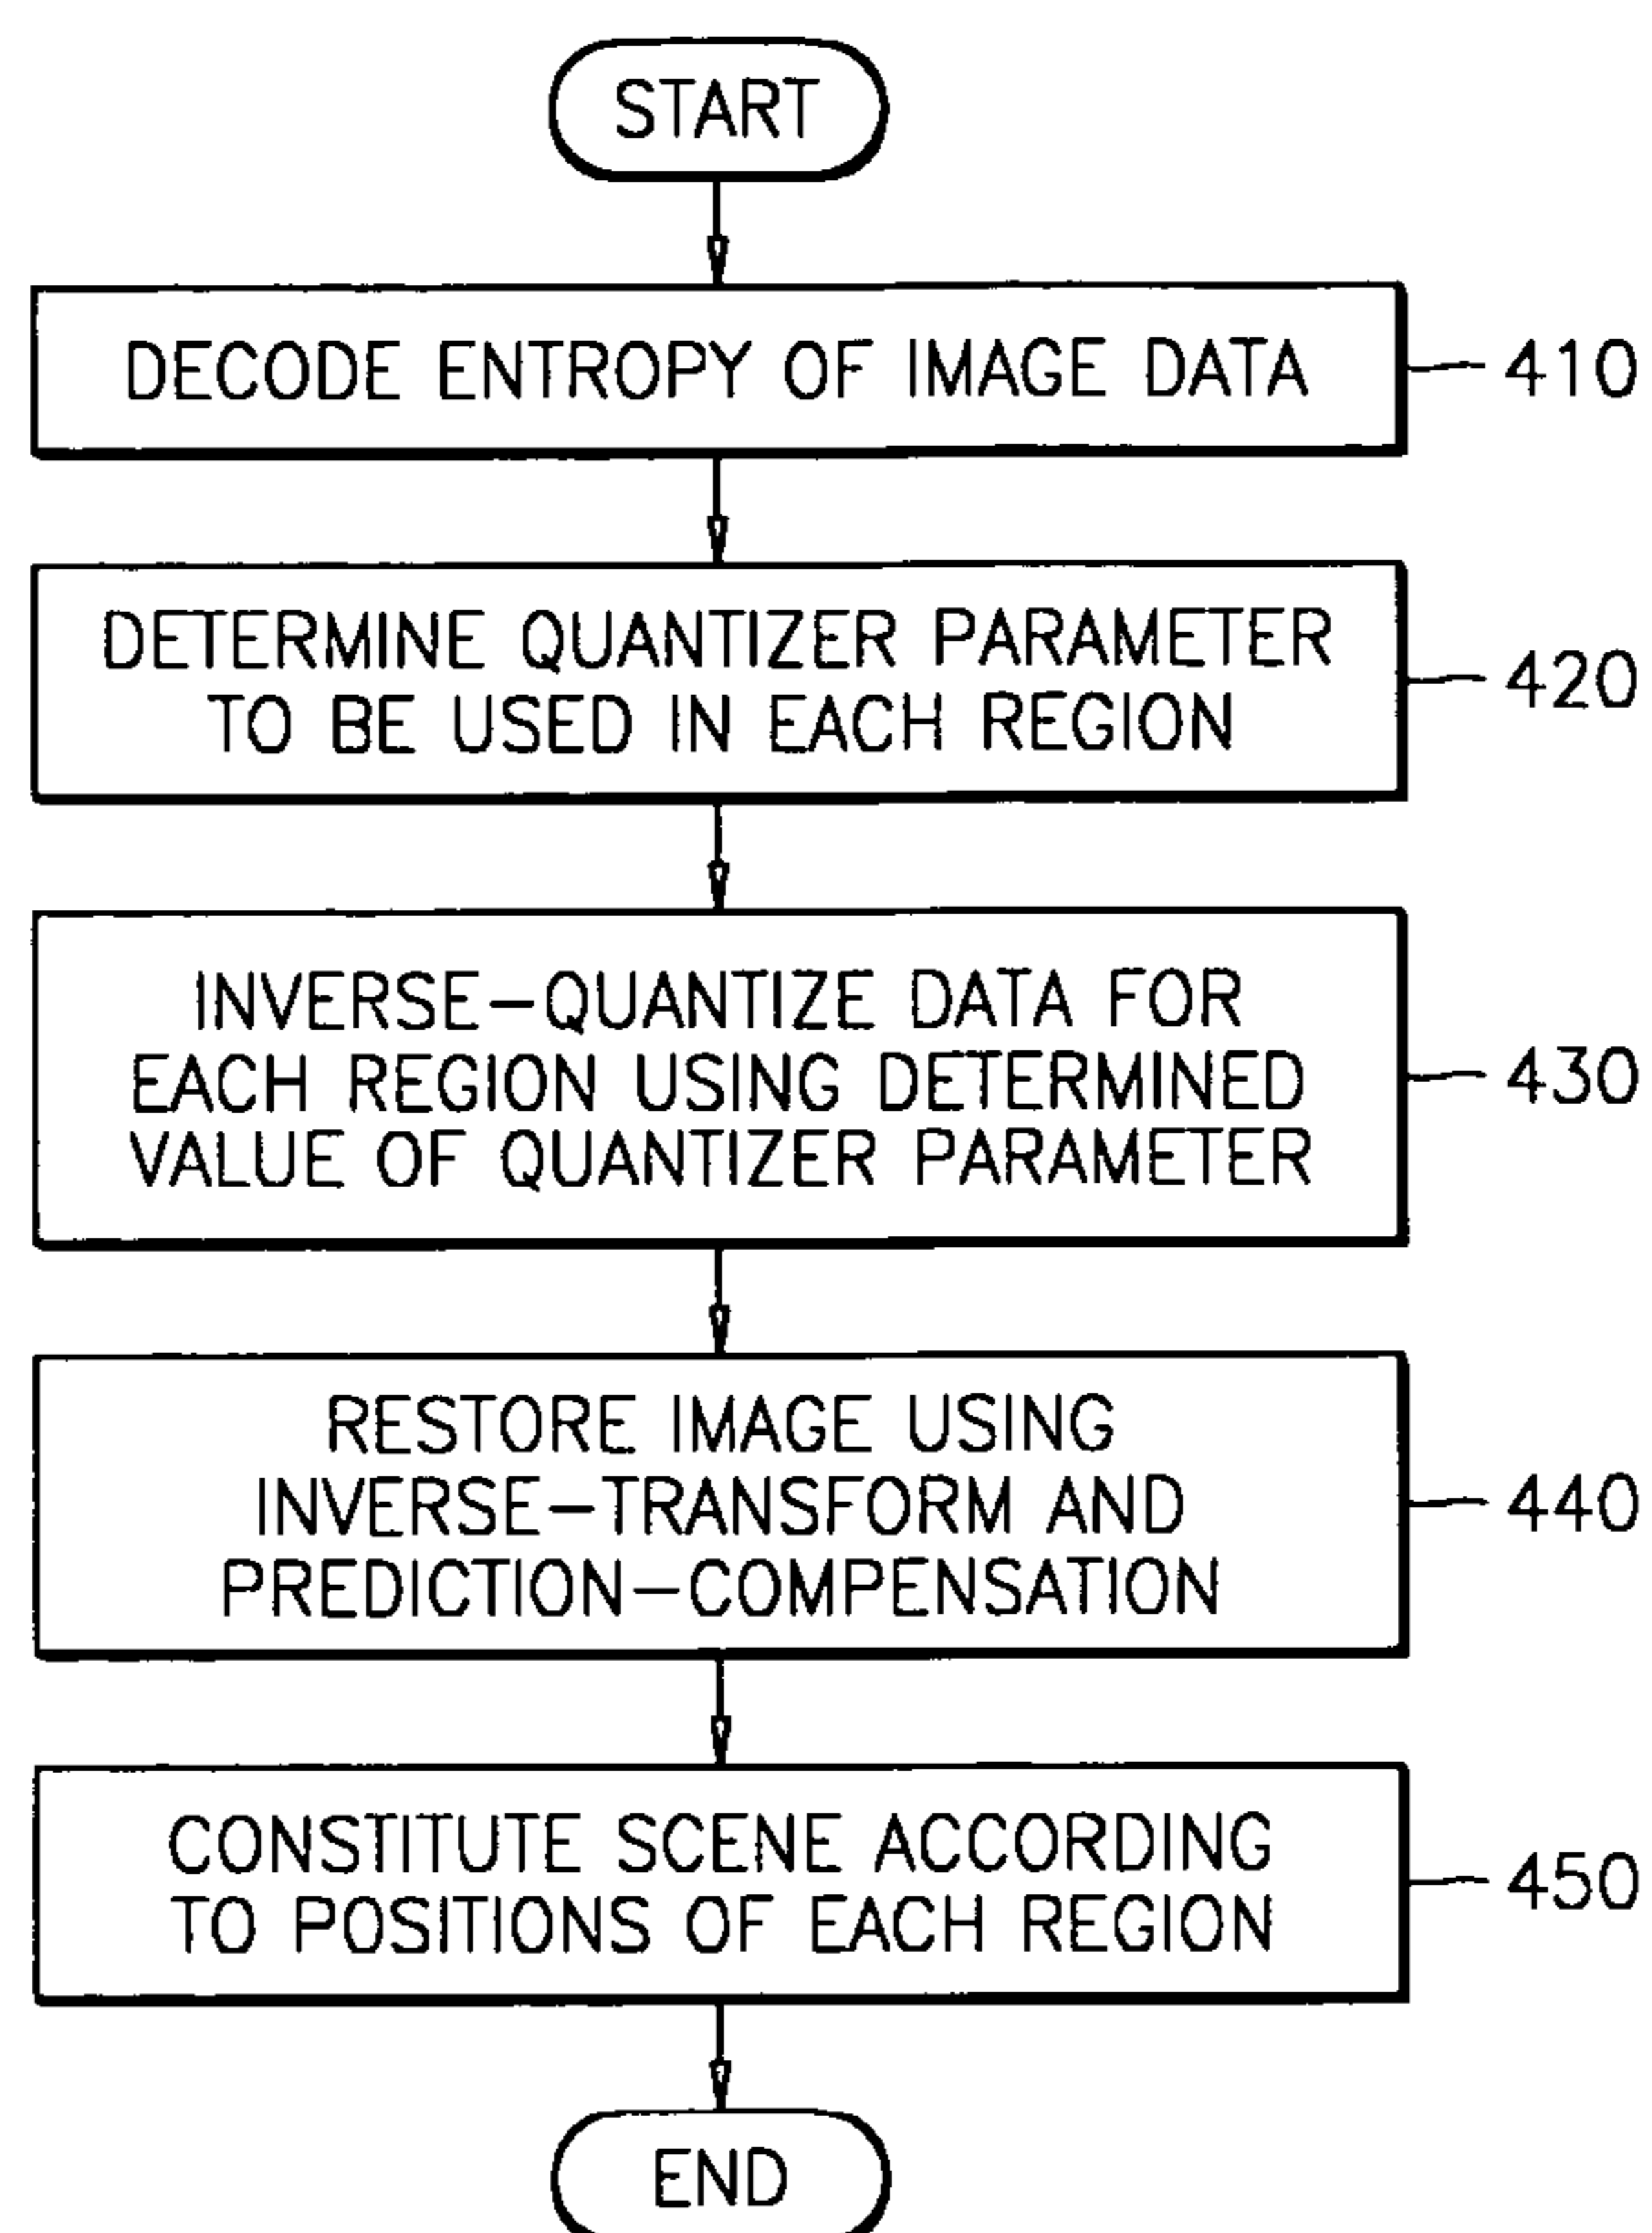 START
DECODE ENTROPY OF IMAGE DATA
410
DETERMINE QUANTIZER PARAMETER
TO BE USED IN EACH REGION
420
INVERSE-QUANTIZE DATA FOR
EACH REGION USING DETERMINED
VALUE OF QUANTIZER PARAMETER
430
RESTORE IMAGE USING
INVERSE-TRANSFORM AND
PREDICTION-COMPENSATION
440
CONSTITUTE SCENE ACCORDING
TO POSITIONS OF EACH REGION
450
END